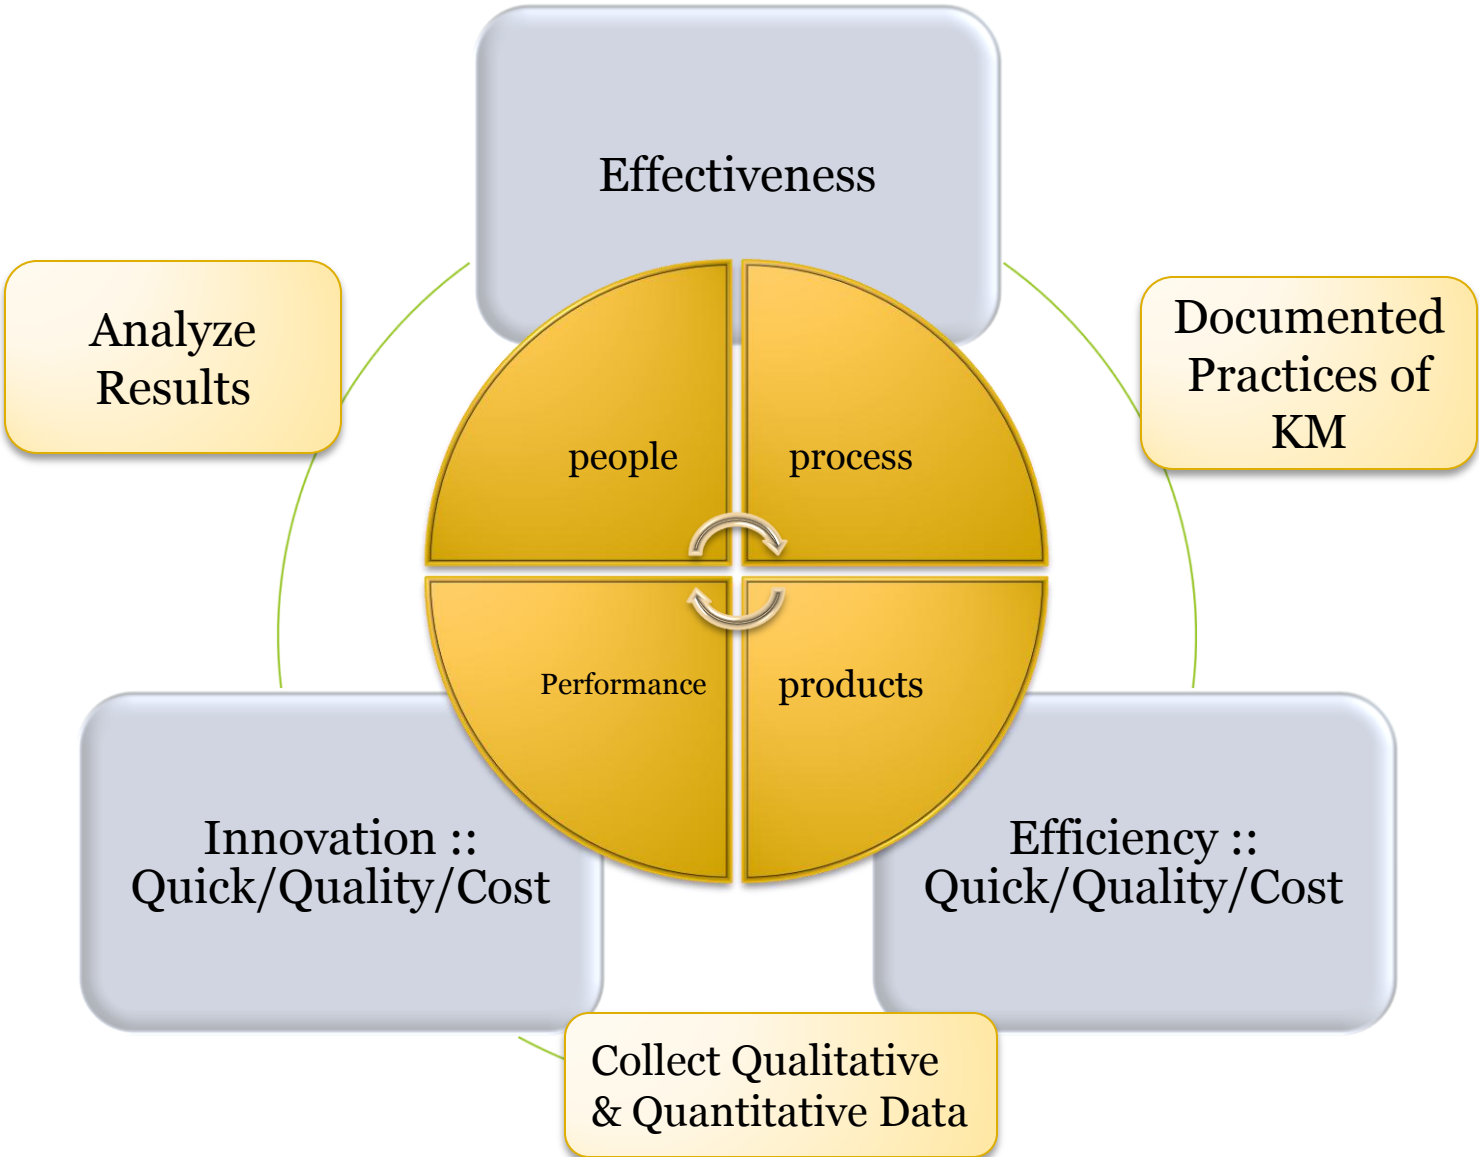 Effectiveness
Analyze
Results
Documented
Practices of
KM
people
process
Performance
products
Innovation ::
Quick/Quality/Cost
Efficiency ::
Quick/Quality/Cost
Collect Qualitative
& Quantitative Data